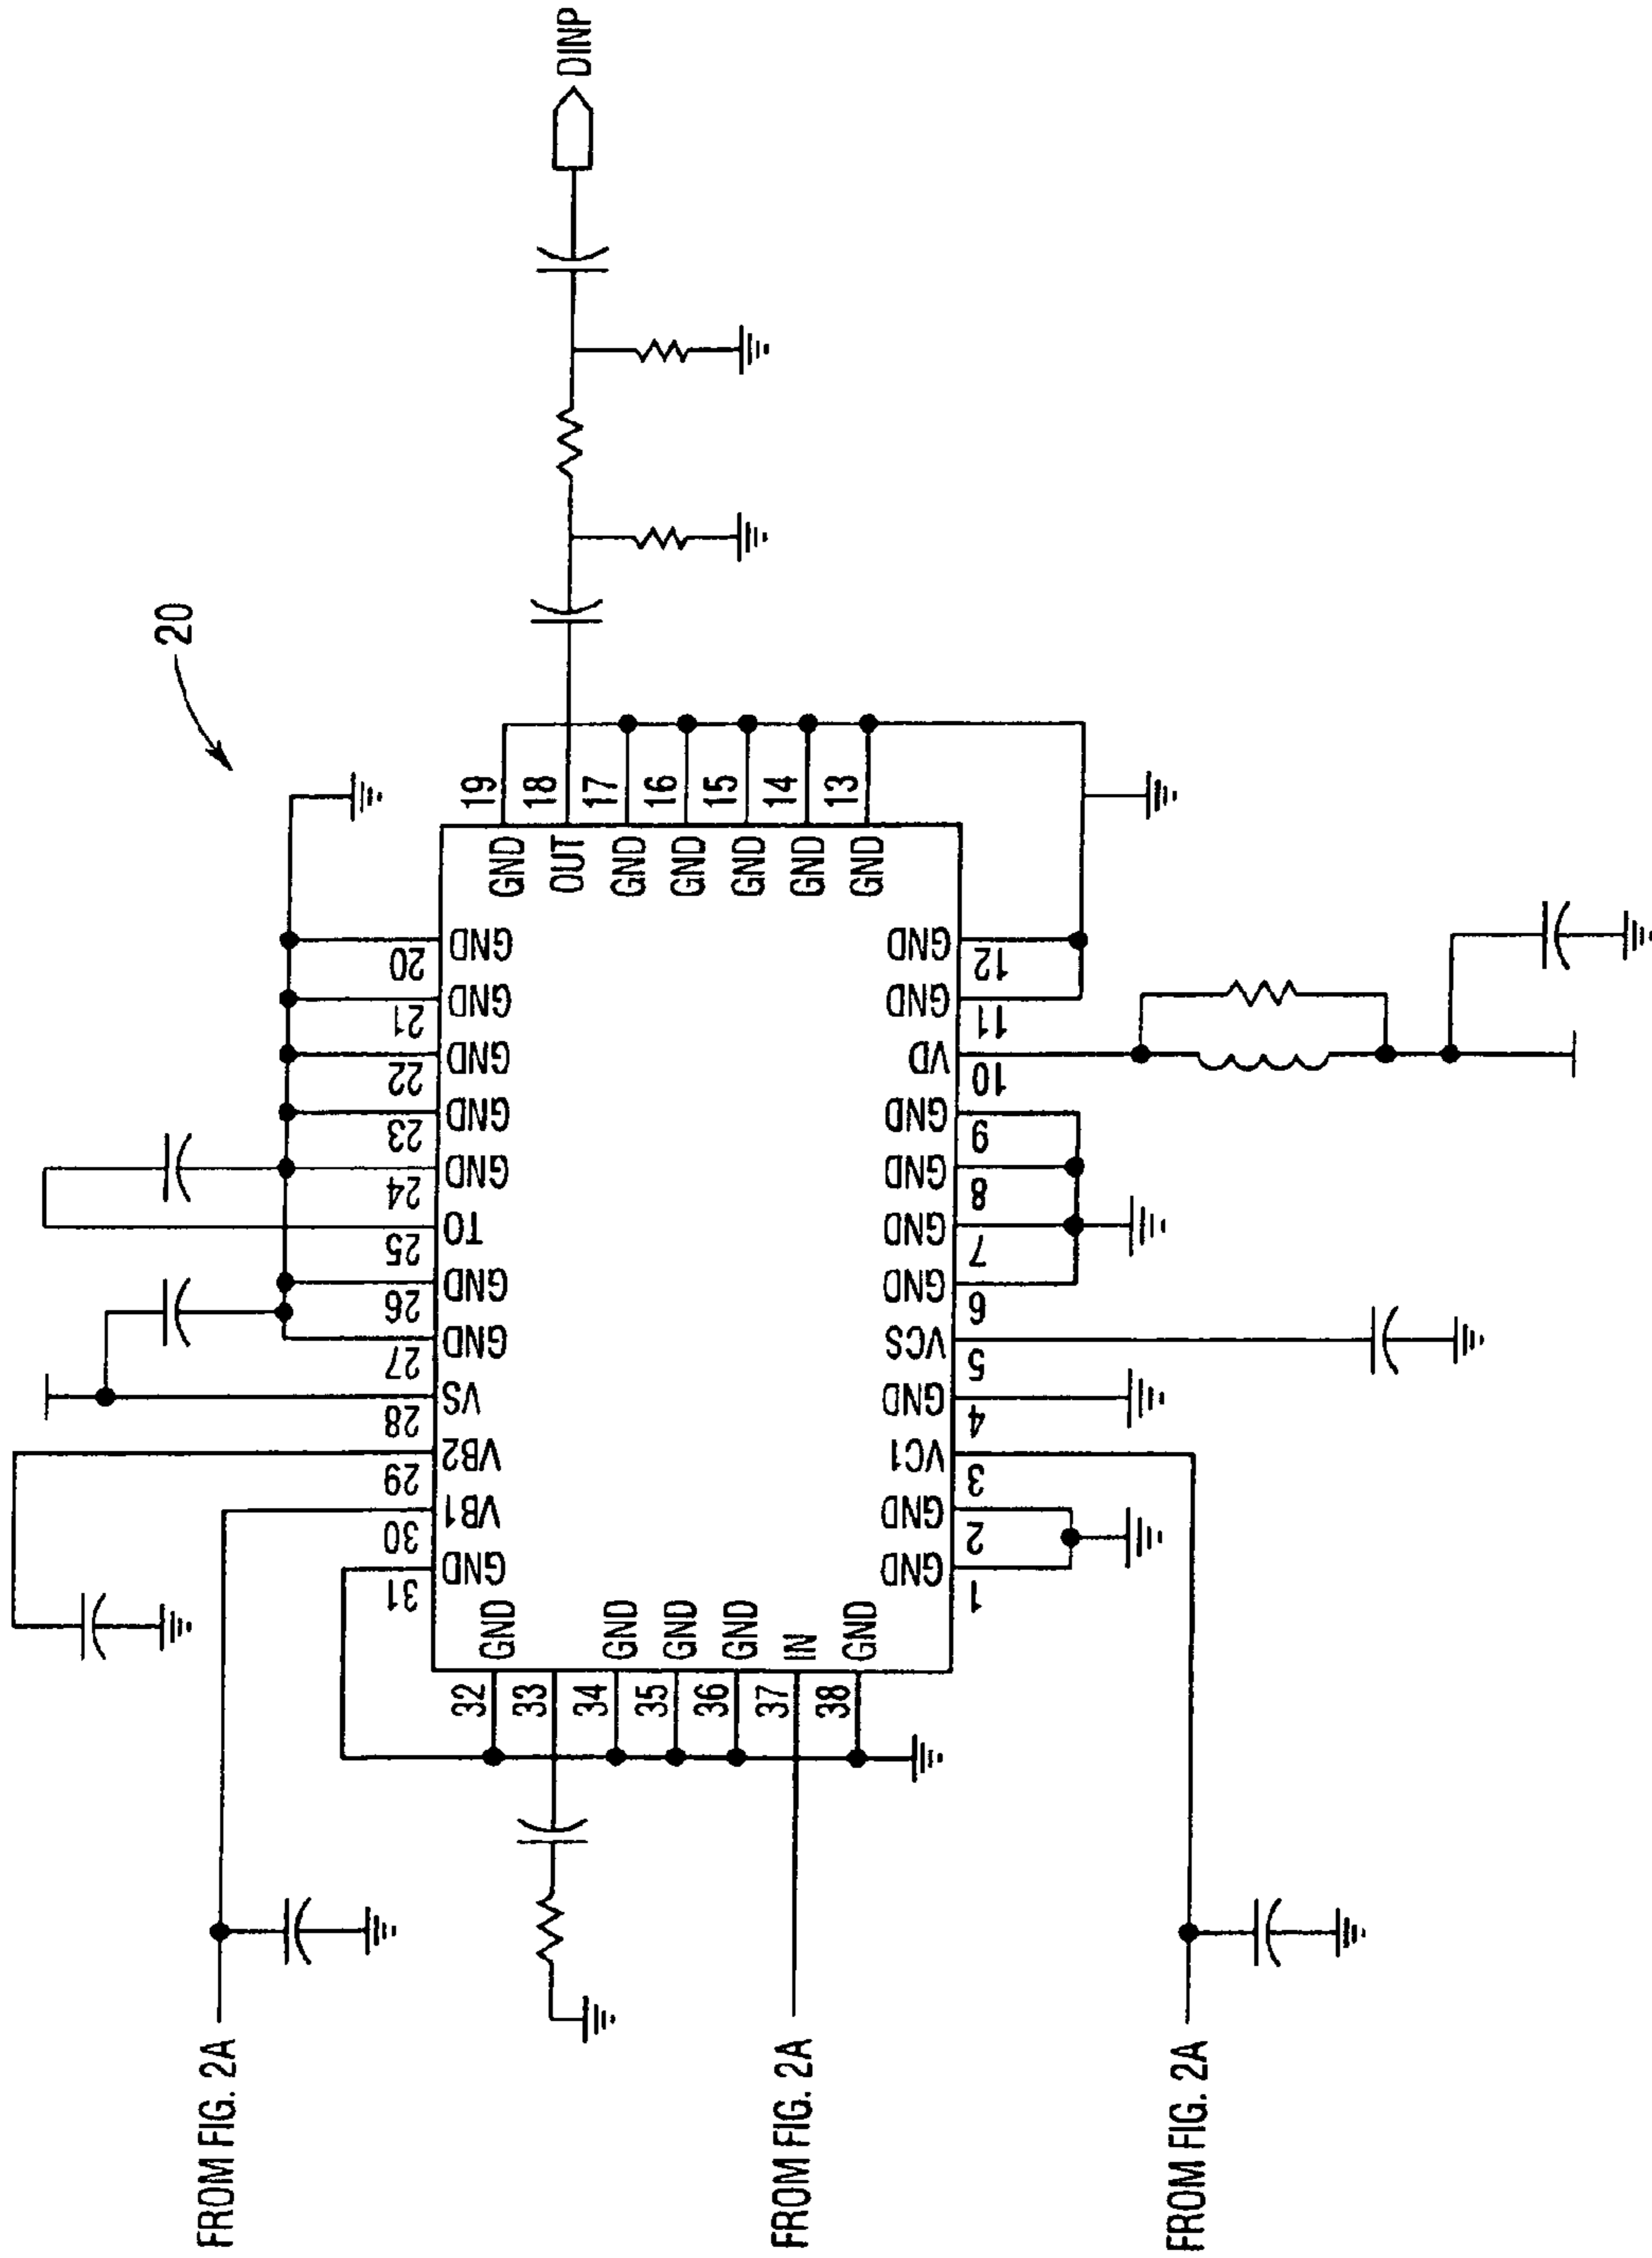 20
DINP
19 GND
18 OUT
17 GND
16 GND
15 GND
14 GND
13 GND
20 GND
21 GND
22 GND
23 GND
24 GND
25 TO
26 GND
27 GND
28 VS
29 VB2
30 VB1
31 GND
12 GND
11 GND
10 VD
9 GND
8 GND
7 GND
6 GND
5 VCS
4 GND
3 VC1
2 GND
1 GND
32 GND
33
34 GND
35 GND
36 GND
37 IN
38 GND
FROM FIG. 2A
FROM FIG. 2A
FROM FIG. 2A